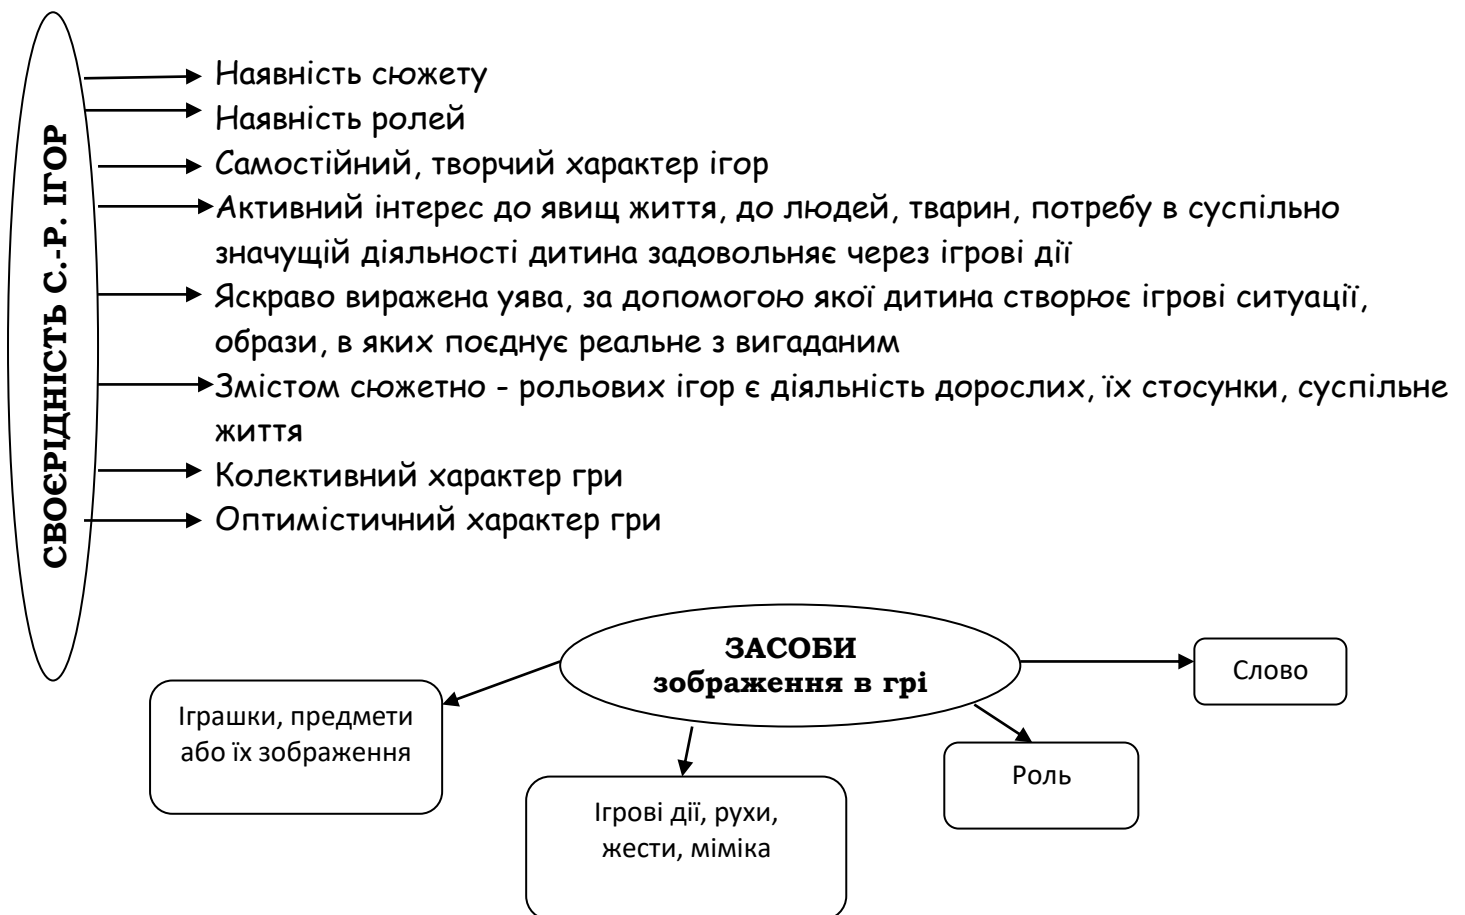 СВОЄРІДНІСТЬ С.-Р. ІГОР
Наявність сюжету
Наявність ролей
Самостійний, творчий характер ігор
Активний інтерес до явищ життя, до людей, тварин, потребу в суспільно
значущій діяльності дитина задовольняє через ігрові дії
Яскраво виражена уява, за допомогою якої дитина створює ігрові ситуації,
образи, в яких поєднує реальне з вигаданим
Змістом сюжетно - рольових ігор є діяльність дорослих, їх стосунки, суспільне
життя
Колективний характер гри
Оптимістичний характер гри
ЗАСОБИ
зображення в грі
Іграшки, предмети
або їх зображення
Ігрові дії, рухи,
жести, міміка
Роль
Слово